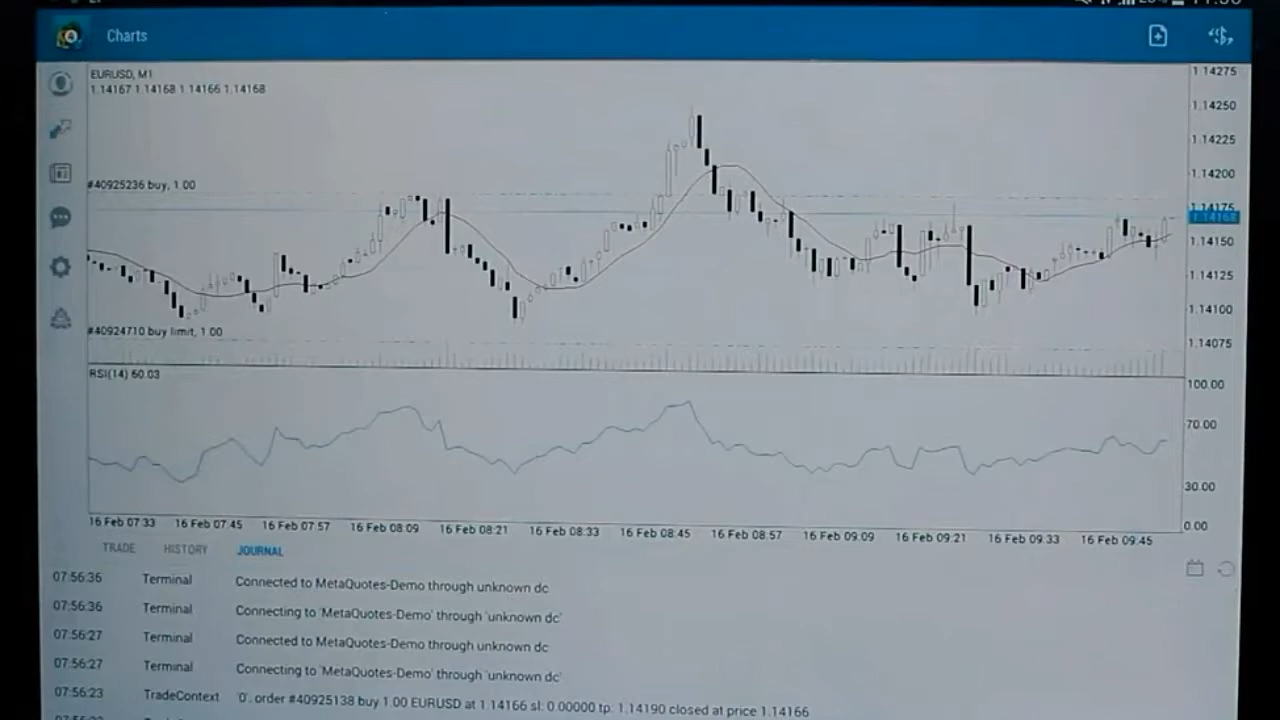 Charts
EURUSD, M1
1.14167 1.14168 1.14166 1.14168
1.14275
1.14250
1.14225
1.14200
#40925236 buy, 1.00
1.14175
1.14168
1.14150
1.14125
1.14100
#40924710 buy limit, 1.00
1.14075
RSI(14) 60.03
100.00
70.00
30.00
0.00
16 Feb 07:33 16 Feb 07:45 16 Feb 07:57 16 Feb 08:09 16 Feb 08:21 16 Feb 08:33 16 Feb 08:45 16 Feb 08:57 16 Feb 09:09 16 Feb 09:21 16 Feb 09:33 16 Feb 09:45
TRADE HISTORY JOURNAL
07:56:36 Terminal Connected to MetaQuotes-Demo through unknown dc
07:56:36 Terminal Connecting to 'MetaQuotes-Demo' through 'unknown dc'
07:56:27 Terminal Connected to MetaQuotes-Demo through unknown dc
07:56:27 Terminal Connecting to 'MetaQuotes-Demo' through 'unknown dc'
07:56:23 TradeContext '0', order #40925138 buy 1.00 EURUSD at 1.14166 sl: 0.00000 tp: 1.14190 closed at price 1.14166